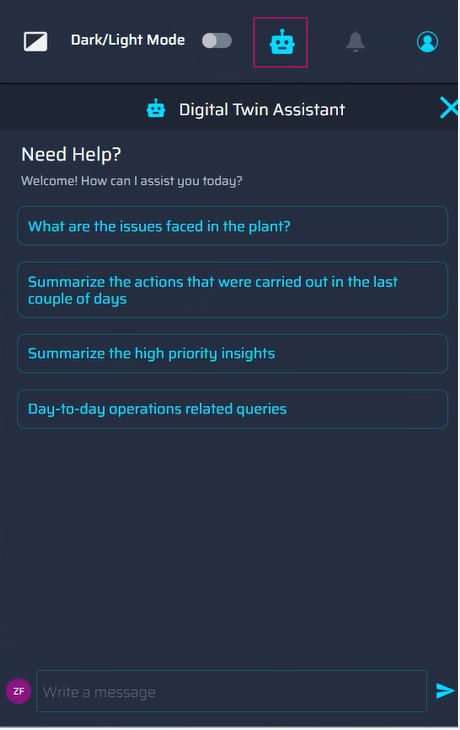 Dark/Light Mode
Digital Twin Assistant
Need Help?
Welcome! How can I assist you today?
What are the issues faced in the plant?
Summarize the actions that were carried out in the last
couple of days
Summarize the high priority insights
Day-to-day operations related queries
ZF
Write a message